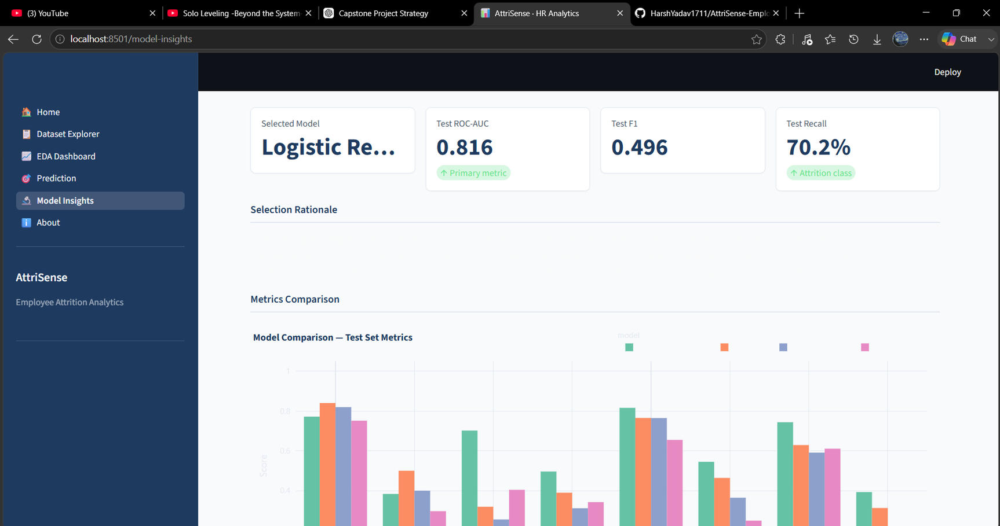 (3) YouTube
Solo Leveling -Beyond the System-
Capstone Project Strategy
AttriSense · HR Analytics
HarshYadav1711/AttriSense-Emplo
localhost:8501/model-insights
Chat
Deploy
Home
Dataset Explorer
EDA Dashboard
Prediction
Model Insights
About
AttriSense
Employee Attrition Analytics
Selected Model
Logistic Re...
Test ROC-AUC
0.816
↑ Primary metric
Test F1
0.496
Test Recall
70.2%
↑ Attrition class
Selection Rationale
Metrics Comparison
Model Comparison — Test Set Metrics
model
1
0.8
0.6
0.4
Score